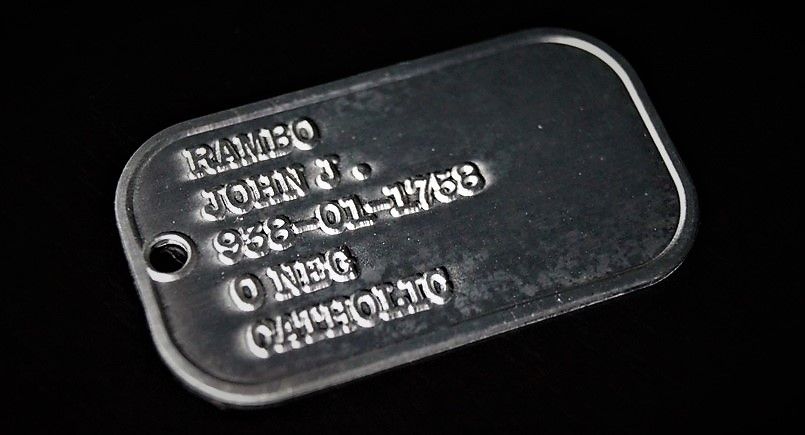 RAMBO
JOHN J.
938-01-1758
O NEG
CATHOLIC